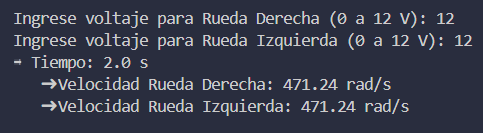 Ingrese voltaje para Rueda Derecha (0 a 12 V): 12
Ingrese voltaje para Rueda Izquierda (0 a 12 V): 12
➡ Tiempo: 2.0 s
➜Velocidad Rueda Derecha: 471.24 rad/s
➜Velocidad Rueda Izquierda: 471.24 rad/s